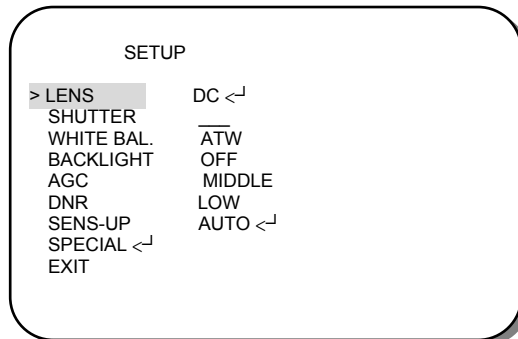 SETUP
> LENS DC ↵
SHUTTER ___
WHITE BAL. ATW
BACKLIGHT OFF
AGC MIDDLE
DNR LOW
SENS-UP AUTO ↵
SPECIAL ↵
EXIT